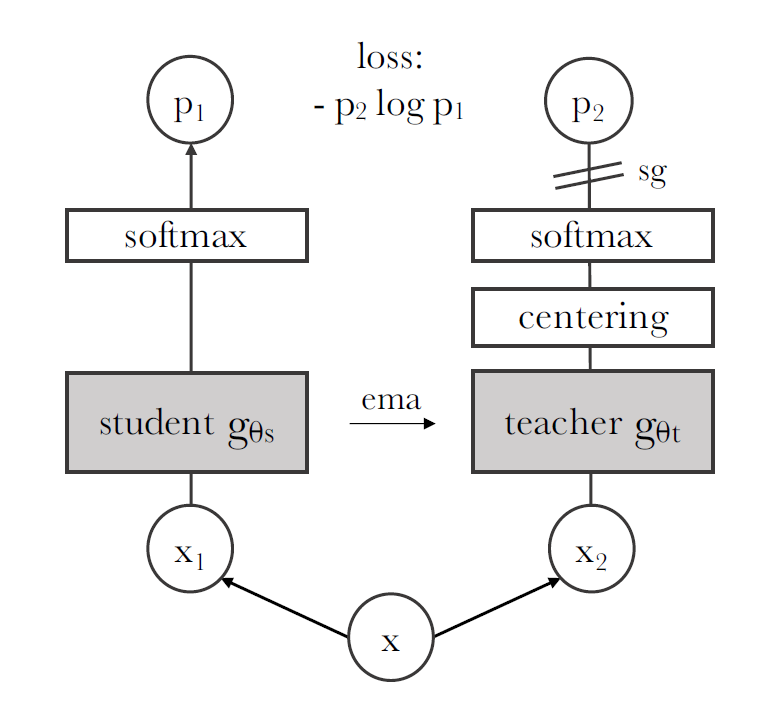 loss:
- p₂ log p₁
p₁
p₂
sg
softmax
softmax
centering
student gθs
ema
teacher gθt
x₁
x₂
x